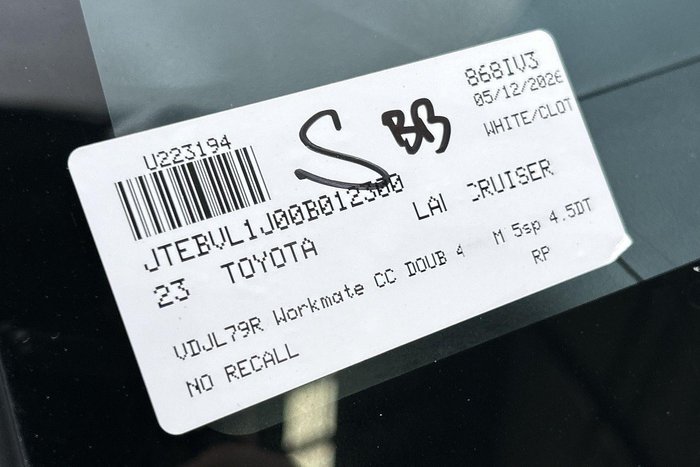 U223194
S BB
868IV3
05/12/2026
WHITE/CLOT
JTEBVL1J00B012300
23 TOYOTA
LAI CRUISER
VDJL79R Workmate CC DOUB 4 M 5sp 4.5DT
RP
NO RECALL